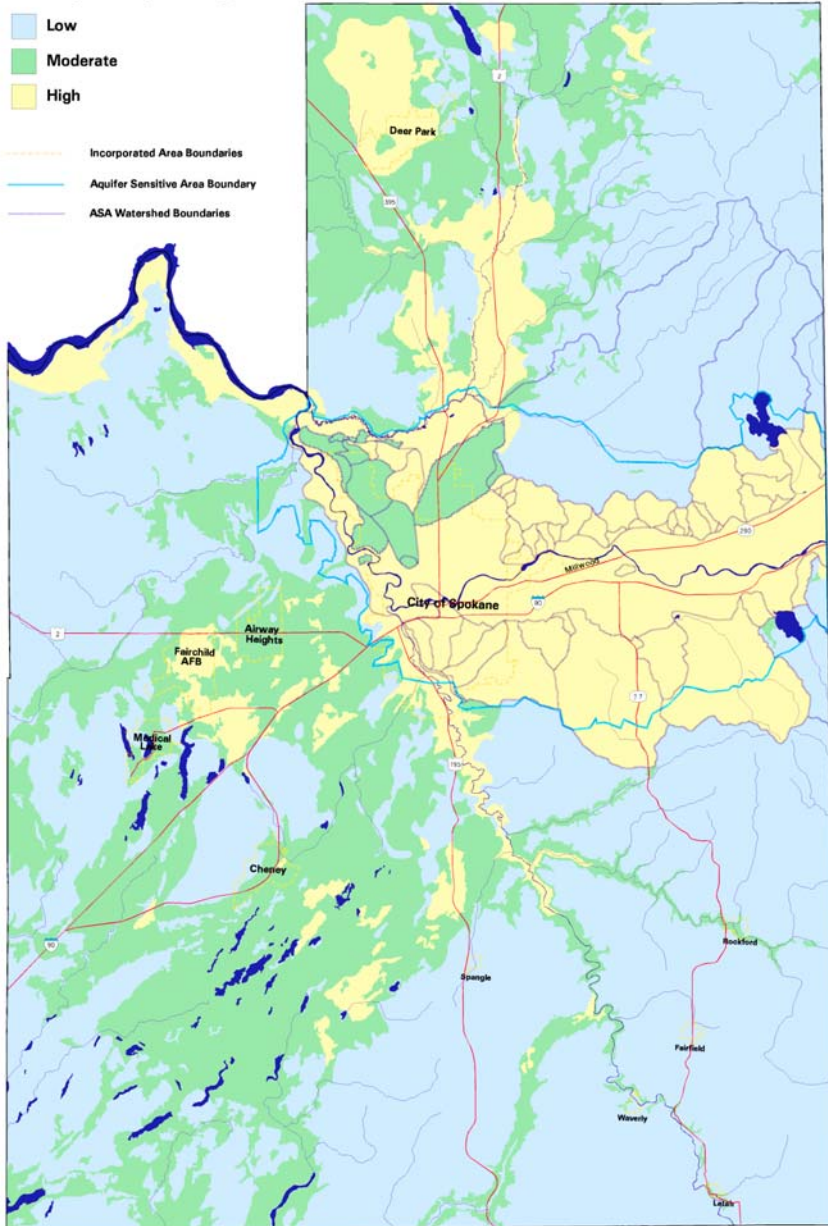 Low
Moderate
High
Incorporated Area Boundaries
Aquifer Sensitive Area Boundary
ASA Watershed Boundaries
2
Deer Park
395
290
Millwood
City of Spokane
90
2
Airway
Heights
Fairchild
AFB
27
Medical
Lake
195
Cheney
90
Rockford
Spangle
Fairfield
Waverly
Latah